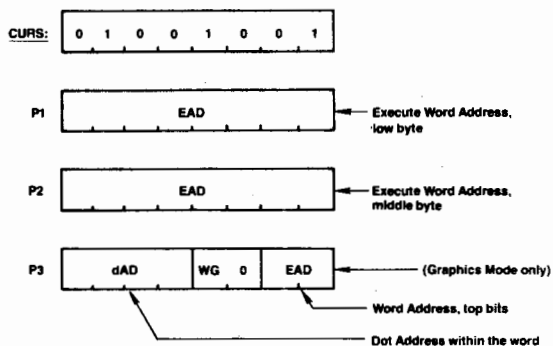 CURS: 0 1 0 0 1 0 0 1
P1 EAD Execute Word Address,
low byte
P2 EAD Execute Word Address,
middle byte
P3 dAD WG 0 EAD (Graphics Mode only)
Word Address, top bits
Dot Address within the word